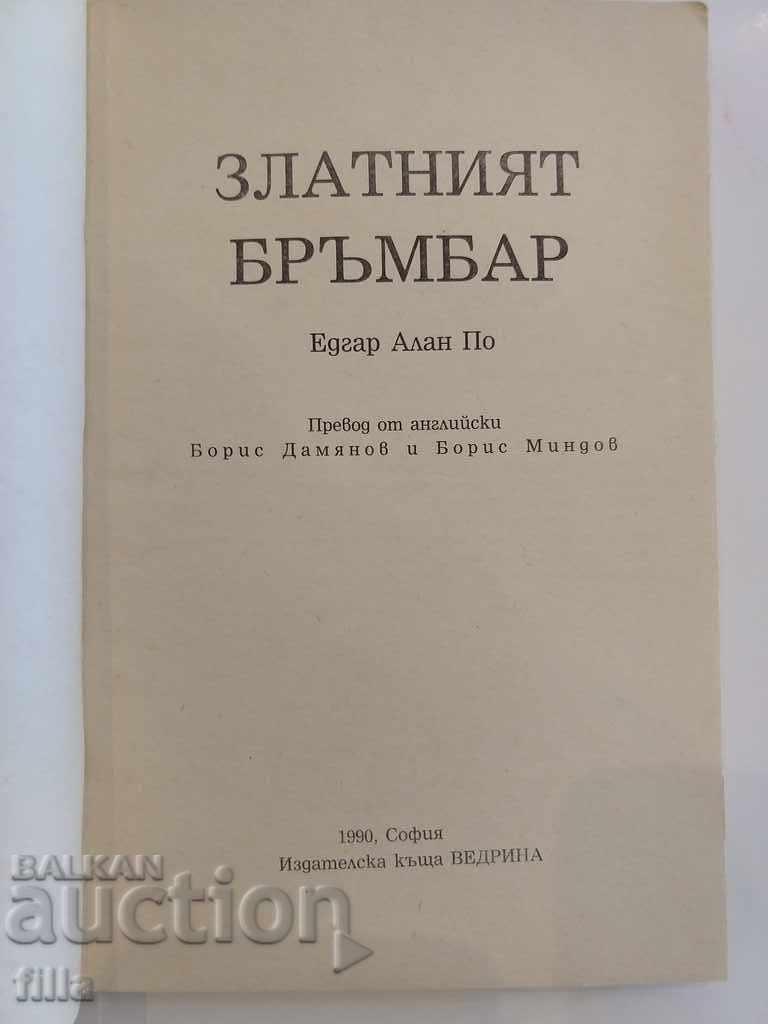 ЗЛАТНИЯТ
БРЪМБАР
Едгар Алан По
Превод от английски
Борис Дамянов и Борис Миндов
1990, София
Издателска къща ВЕДРИНА
BALKAN
auction
filla